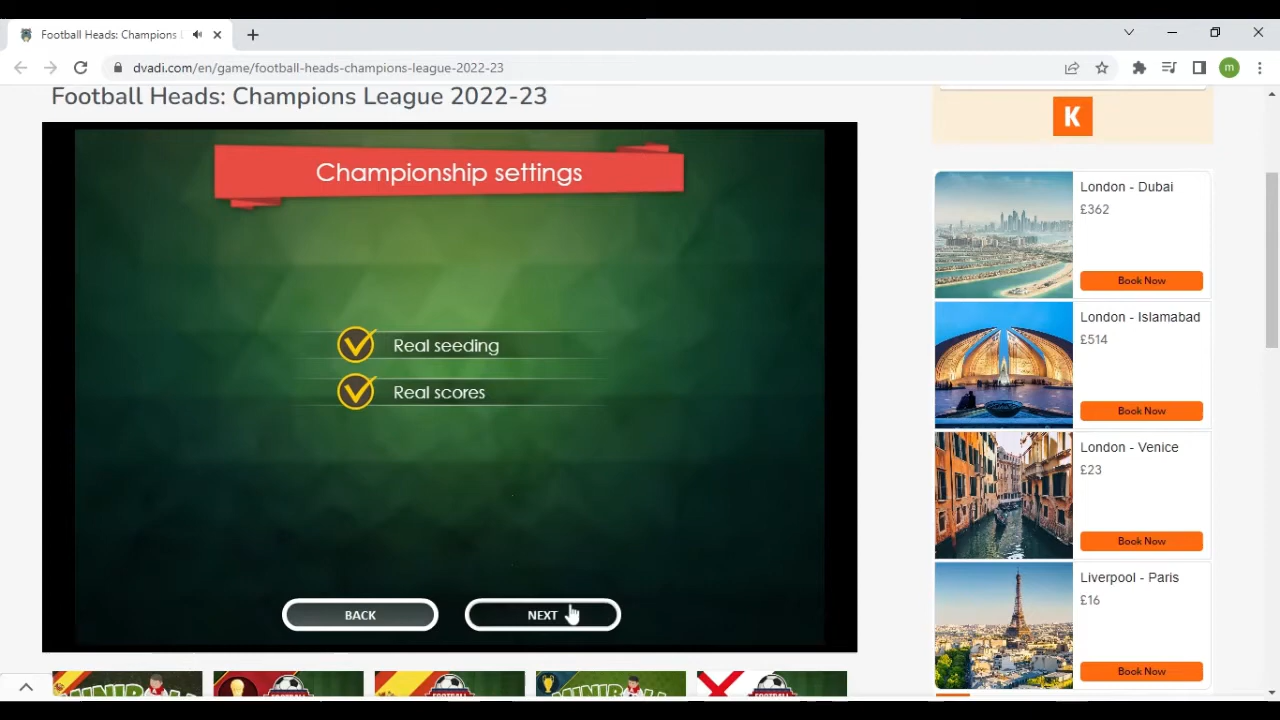 Football Heads: Champions L
dvadi.com/en/game/football-heads-champions-league-2022-23
m
Football Heads: Champions League 2022-23
Championship settings
Real seeding
Real scores
BACK
NEXT
K
London - Dubai
£362
Book Now
London - Islamabad
£514
Book Now
London - Venice
£23
Book Now
Liverpool - Paris
£16
Book Now